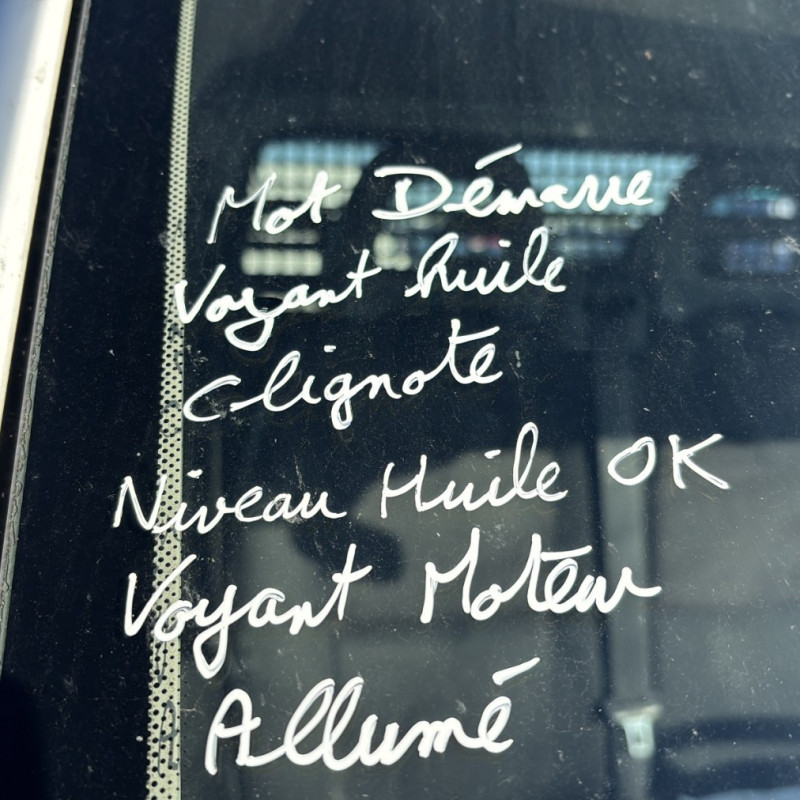 Mot Démarre
Voyant huile
Clignote
Niveau Huile OK
Voyant Moteur
Allumé